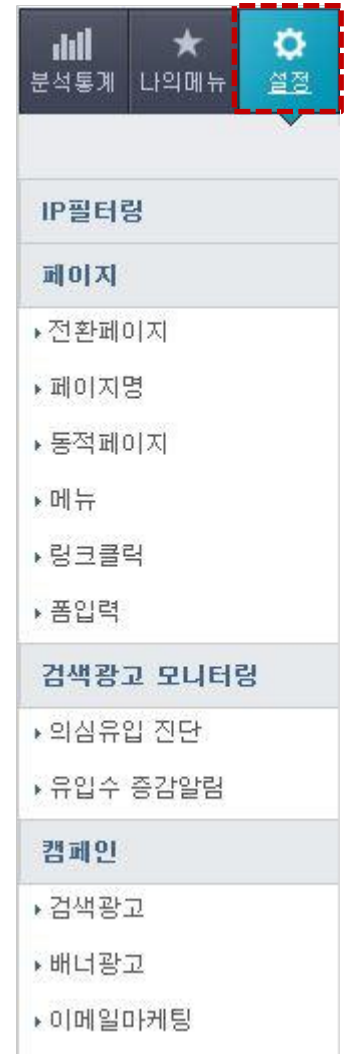 분석통계 나의메뉴 설정
IP필터링
페이지
전환페이지
페이지명
동적페이지
메뉴
링크클릭
폼입력
검색광고 모니터링
의심유입 진단
유입수 증감알림
캠페인
검색광고
배너광고
이메일마케팅